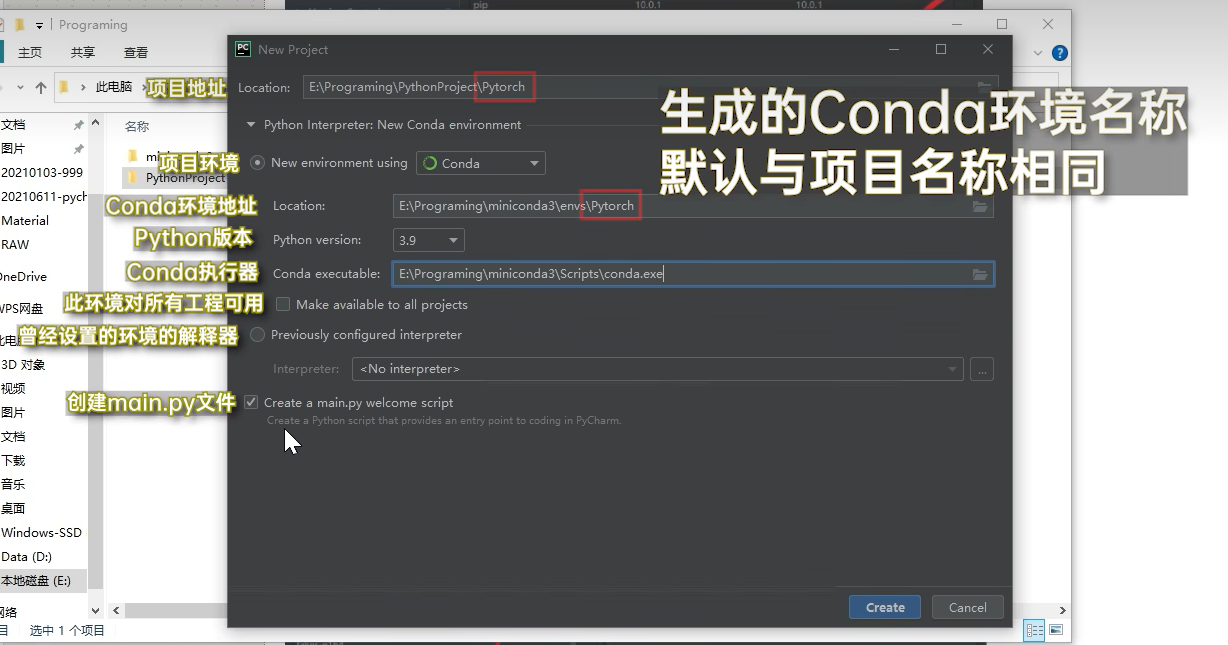 pip 10.0.1 10.0.1
Programing
主页 共享 查看
此电脑
名称
文档
图片
20210103-999
20210611-pych
Material
RAW
OneDrive
WPS网盘
3D 对象
视频
图片
文档
下载
音乐
桌面
Windows-SSD
Data (D:)
本地磁盘 (E:)
网络
选中 1 个项目
PythonProject
New Project
项目地址
Location: E:\Programing\PythonProject\Pytorch
生成的Conda环境名称
默认与项目名称相同
Python Interpreter: New Conda environment
项目环境
New environment using Conda
Conda环境地址
Location: E:\Programing\miniconda3\envs\Pytorch
Python版本
Python version: 3.9
Conda执行器
Conda executable: E:\Programing\miniconda3\Scripts\conda.exe
此环境对所有工程可用
Make available to all projects
曾经设置的环境的解释器
Previously configured interpreter
Interpreter: <No interpreter> ...
创建main.py文件
Create a main.py welcome script
Create a Python script that provides an entry point to coding in PyCharm.
Create Cancel